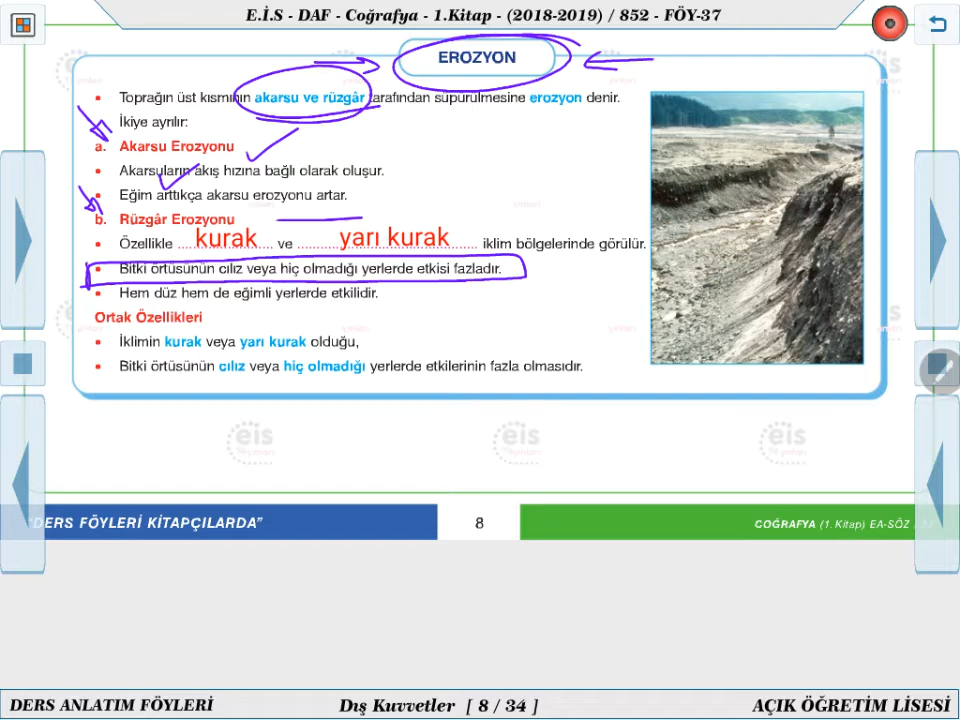 E.İ.S - DAF - Coğrafya - 1.Kitap - (2018-2019) / 852 - FÖY-37
EROZYON
• Toprağın üst kısmının akarsu ve rüzgâr tarafından süpürülmesine erozyon denir.
İkiye ayrılır:
a. Akarsu Erozyonu
• Akarsuların akış hızına bağlı olarak oluşur.
• Eğim arttıkça akarsu erozyonu artar.
b. Rüzgâr Erozyonu
• Özellikle kurak ve yarı kurak iklim bölgelerinde görülür.
• Bitki örtüsünün cılız veya hiç olmadığı yerlerde etkisi fazladır.
• Hem düz hem de eğimli yerlerde etkilidir.
Ortak Özellikleri
• İklimin kurak veya yarı kurak olduğu,
• Bitki örtüsünün cılız veya hiç olmadığı yerlerde etkilerinin fazla olmasıdır.
eis eis eis
"DERS FÖYLERİ KİTAPÇILARDA"
8
COĞRAFYA (1. Kitap) EA-SÖZ
DERS ANLATIM FÖYLERİ
Dış Kuvvetler [ 8 / 34 ]
AÇIK ÖĞRETİM LİSESİ